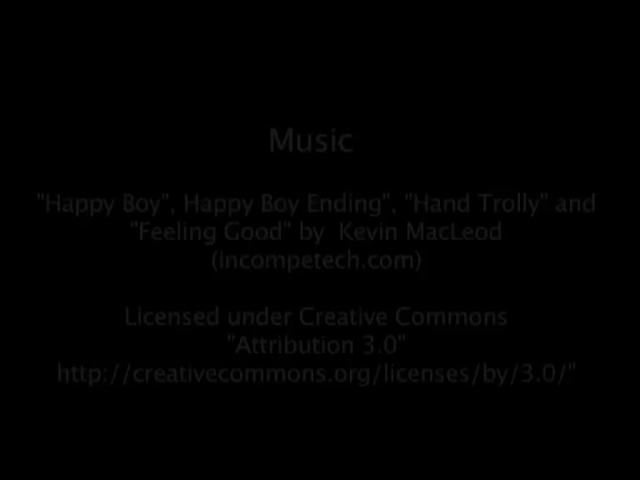 Music
"Happy Boy", Happy Boy Ending", "Hand Trolly" and
"Feeling Good" by Kevin MacLeod
(Incompetech.com)
Licensed under Creative Commons
"Attribution 3.0"
http://creativecommons.org/licenses/by/3.0/"